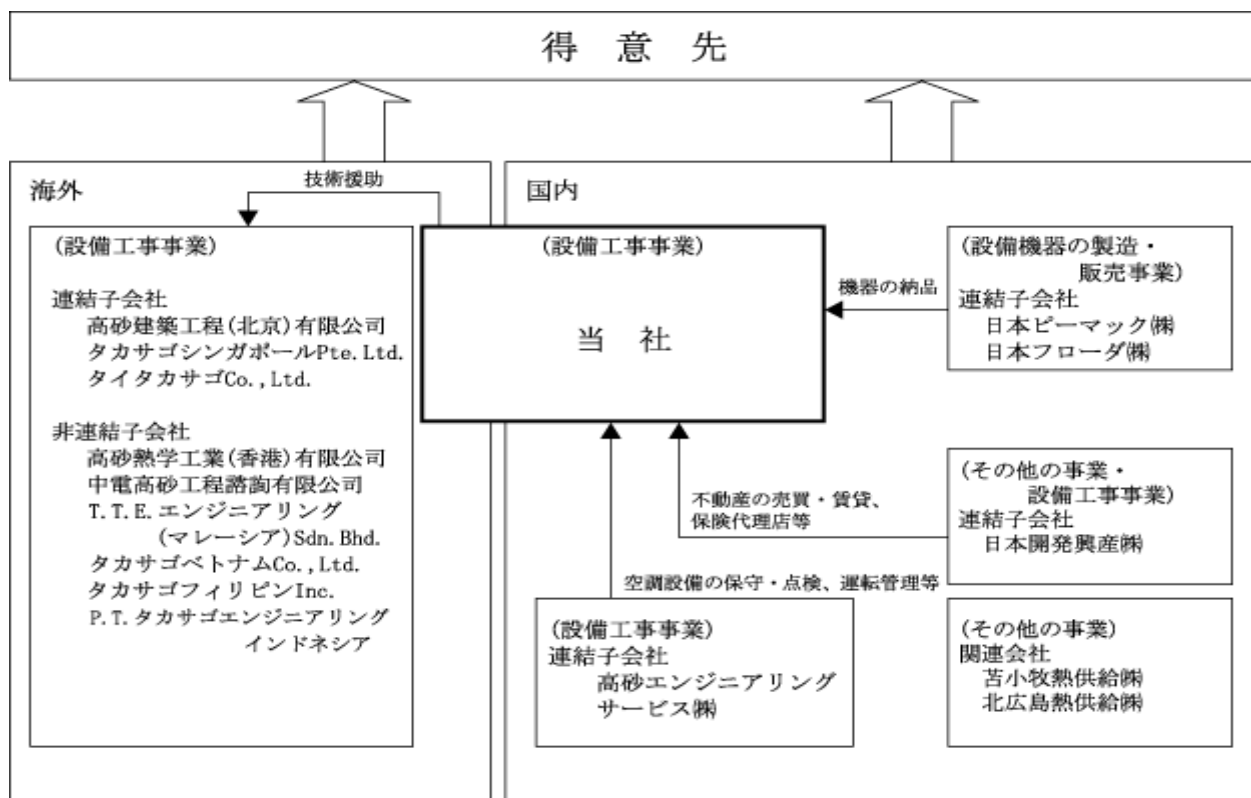 得 意 先
海外
技術援助
(設備工事事業)
連結子会社
高砂建築工程(北京)有限公司
タカサゴシンガポールPte.Ltd.
タイタカサゴCo.,Ltd.
非連結子会社
高砂熱学工業(香港)有限公司
中電高砂工程諮詢有限公司
T.T.E.エンジニアリング
(マレーシア)Sdn.Bhd.
タカサゴベトナムCo.,Ltd.
タカサゴフィリピンInc.
P.T.タカサゴエンジニアリング
インドネシア
国内
(設備工事事業)
当 社
機器の納品
(設備機器の製造・
販売事業)
連結子会社
日本ピーマック㈱
日本フローダ㈱
不動産の売買・賃貸、
保険代理店等
(その他の事業・
設備工事事業)
連結子会社
日本開発興産㈱
空調設備の保守・点検、運転管理等
(設備工事事業)
連結子会社
高砂エンジニアリング
サービス㈱
(その他の事業)
関連会社
苫小牧熱供給㈱
北広島熱供給㈱